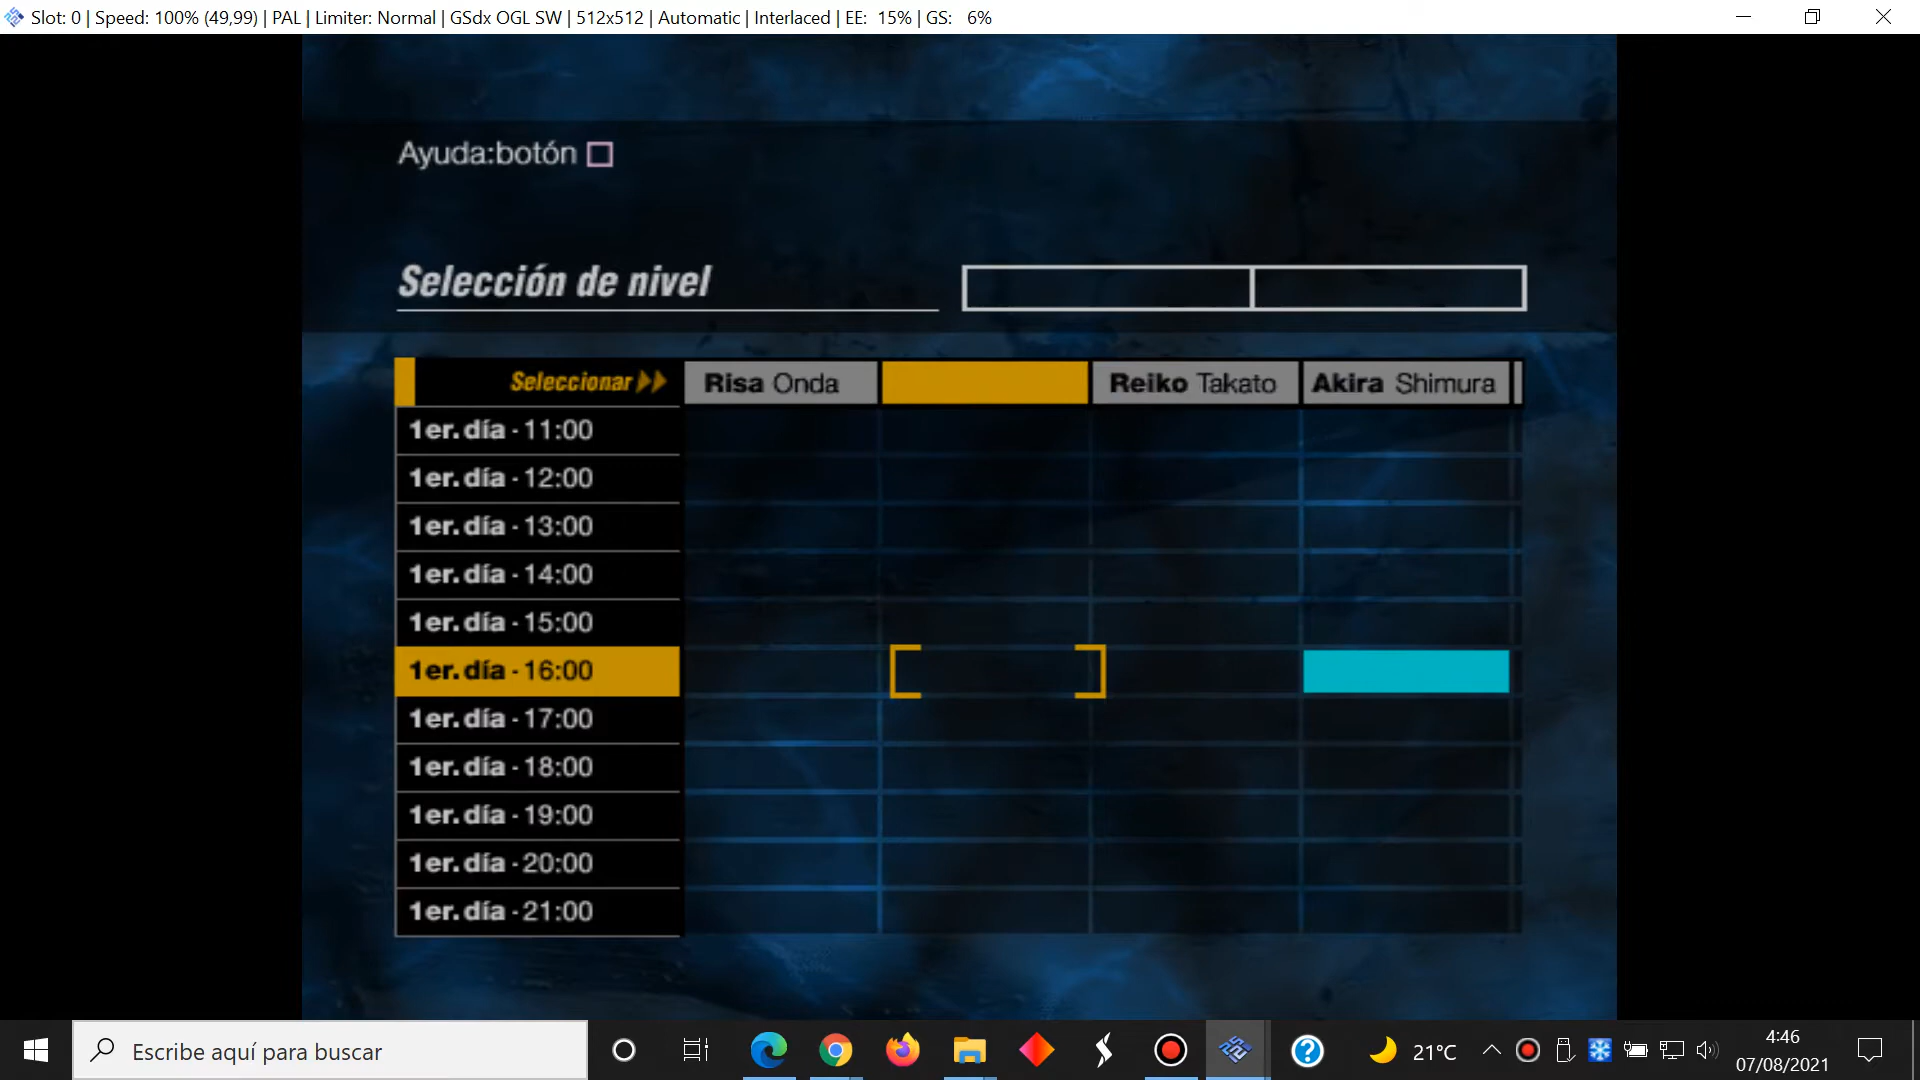 Slot: 0 | Speed: 100% (49,99) | PAL | Limiter: Normal | GSdx OGL SW | 512x512 | Automatic | Interlaced | EE: 15% | GS: 6%
Ayuda:botón
Selección de nivel
Seleccionar Risa Onda Reiko Takato Akira Shimura
1er. día - 11:00
1er. día - 12:00
1er. día - 13:00
1er. día - 14:00
1er. día - 15:00
1er. día - 16:00
1er. día - 17:00
1er. día - 18:00
1er. día - 19:00
1er. día - 20:00
1er. día - 21:00
Escribe aquí para buscar
21°C
4:46
07/08/2021